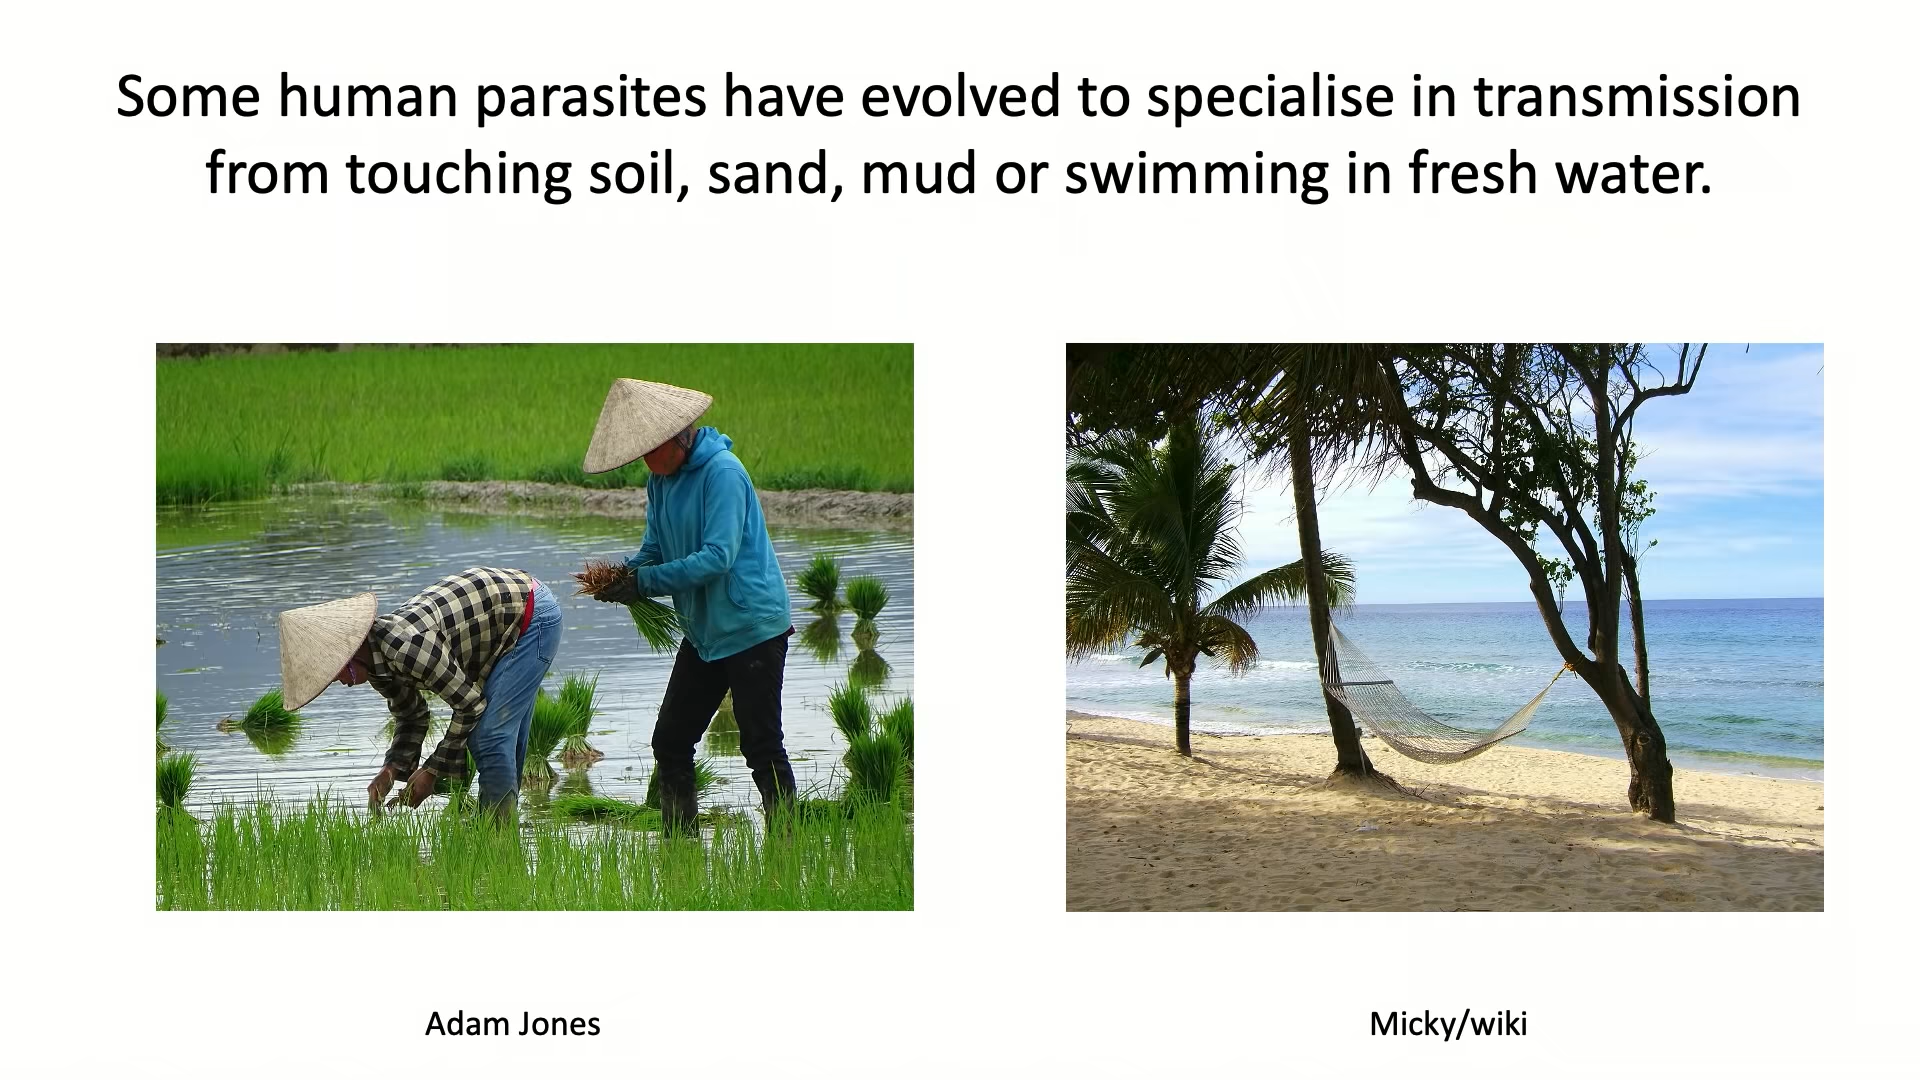 Some human parasites have evolved to specialise in transmission
from touching soil, sand, mud or swimming in fresh water.
Adam Jones
Micky/wiki